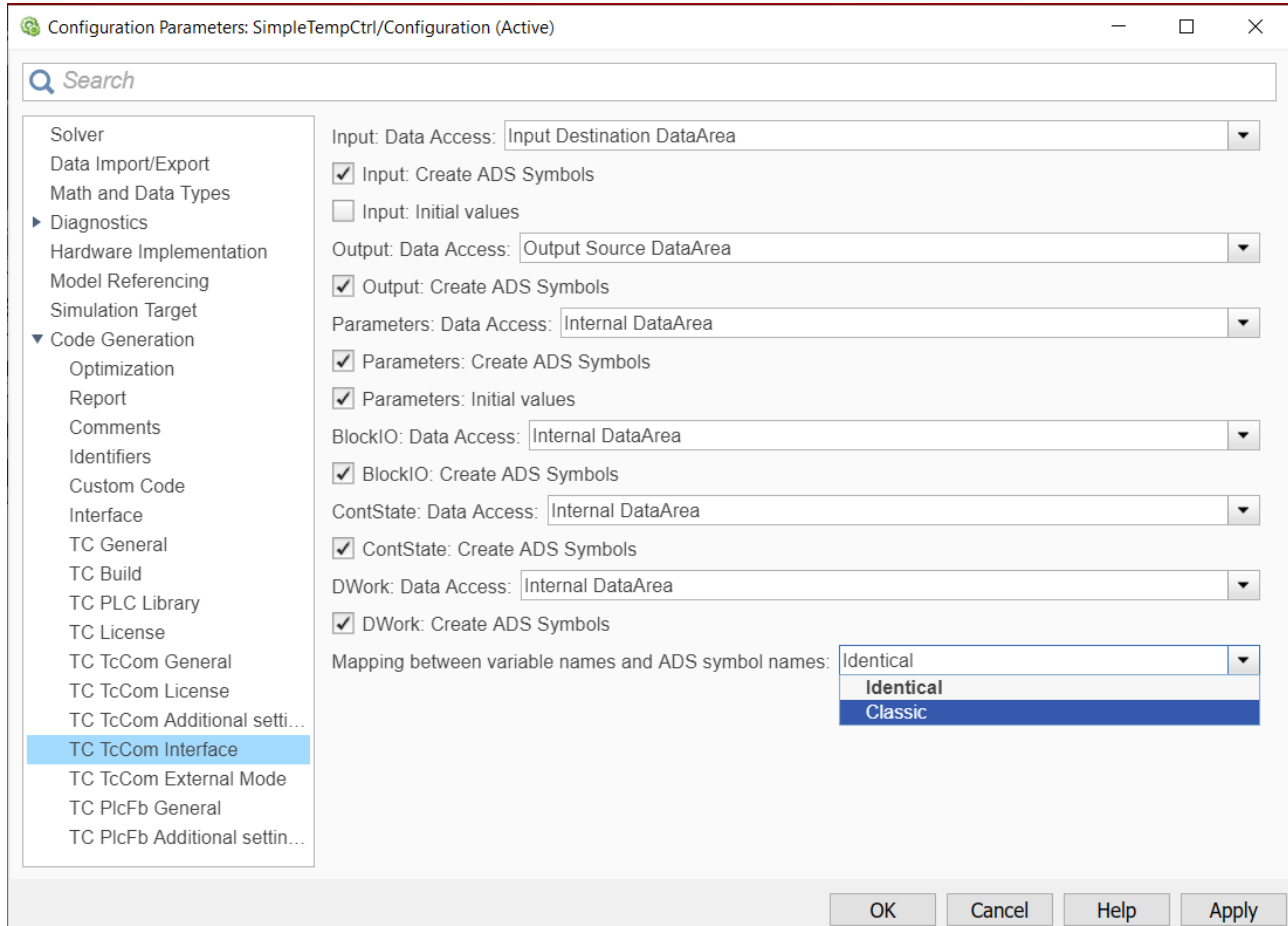 Configuration Parameters: SimpleTempCtrl/Configuration (Active)
Search
Solver
Data Import/Export
Math and Data Types
Diagnostics
Hardware Implementation
Model Referencing
Simulation Target
Code Generation
Optimization
Report
Comments
Identifiers
Custom Code
Interface
TC General
TC Build
TC PLC Library
TC License
TC TcCom General
TC TcCom License
TC TcCom Additional setti...
TC TcCom Interface
TC TcCom External Mode
TC PlcFb General
TC PlcFb Additional settin...
Input: Data Access: Input Destination DataArea
Input: Create ADS Symbols
Input: Initial values
Output: Data Access: Output Source DataArea
Output: Create ADS Symbols
Parameters: Data Access: Internal DataArea
Parameters: Create ADS Symbols
Parameters: Initial values
BlockIO: Data Access: Internal DataArea
BlockIO: Create ADS Symbols
ContState: Data Access: Internal DataArea
ContState: Create ADS Symbols
DWork: Data Access: Internal DataArea
DWork: Create ADS Symbols
Mapping between variable names and ADS symbol names: Identical
Identical
Classic
OK Cancel Help Apply